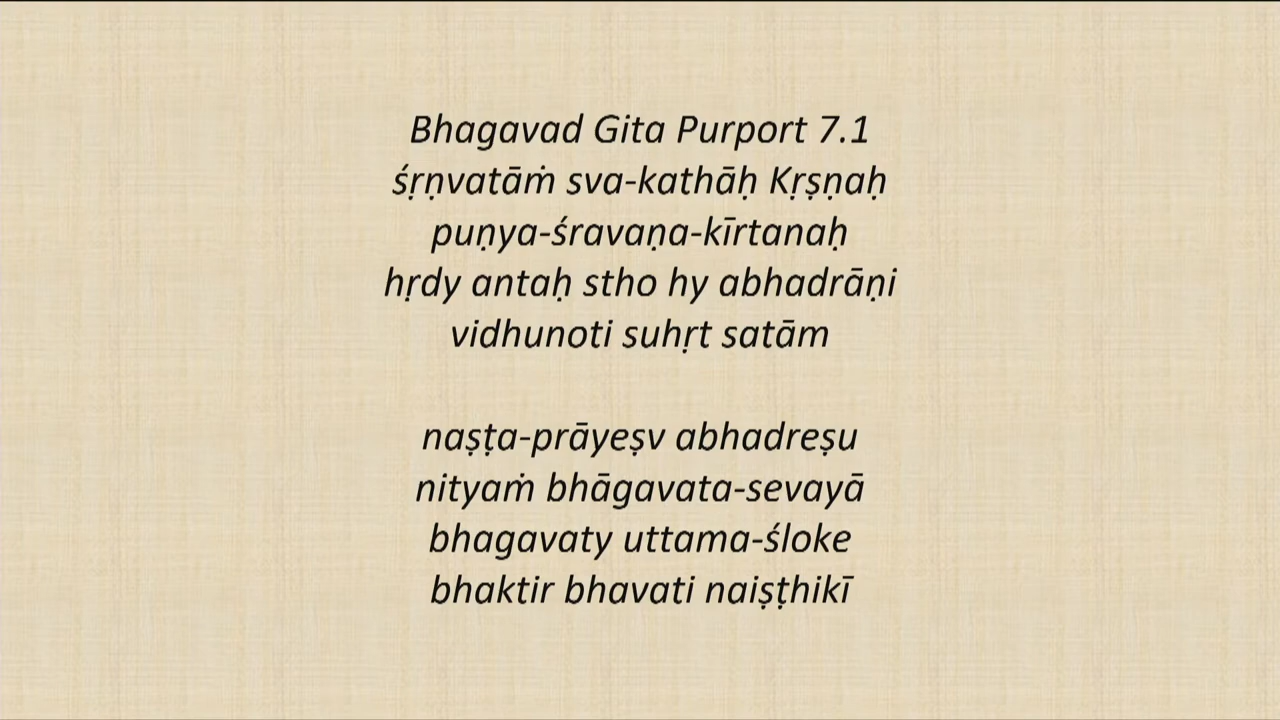 Bhagavad Gita Purport 7.1
śṛṇvatāṁ sva-kathāḥ Kṛṣṇaḥ
puṇya-śravaṇa-kīrtanaḥ
hṛdy antaḥ stho hy abhadrāṇi
vidhunoti suhṛt satām
naṣṭa-prāyeṣv abhadreṣu
nityaṁ bhāgavata-sevayā
bhagavaty uttama-śloke
bhaktir bhavati naiṣṭhikī